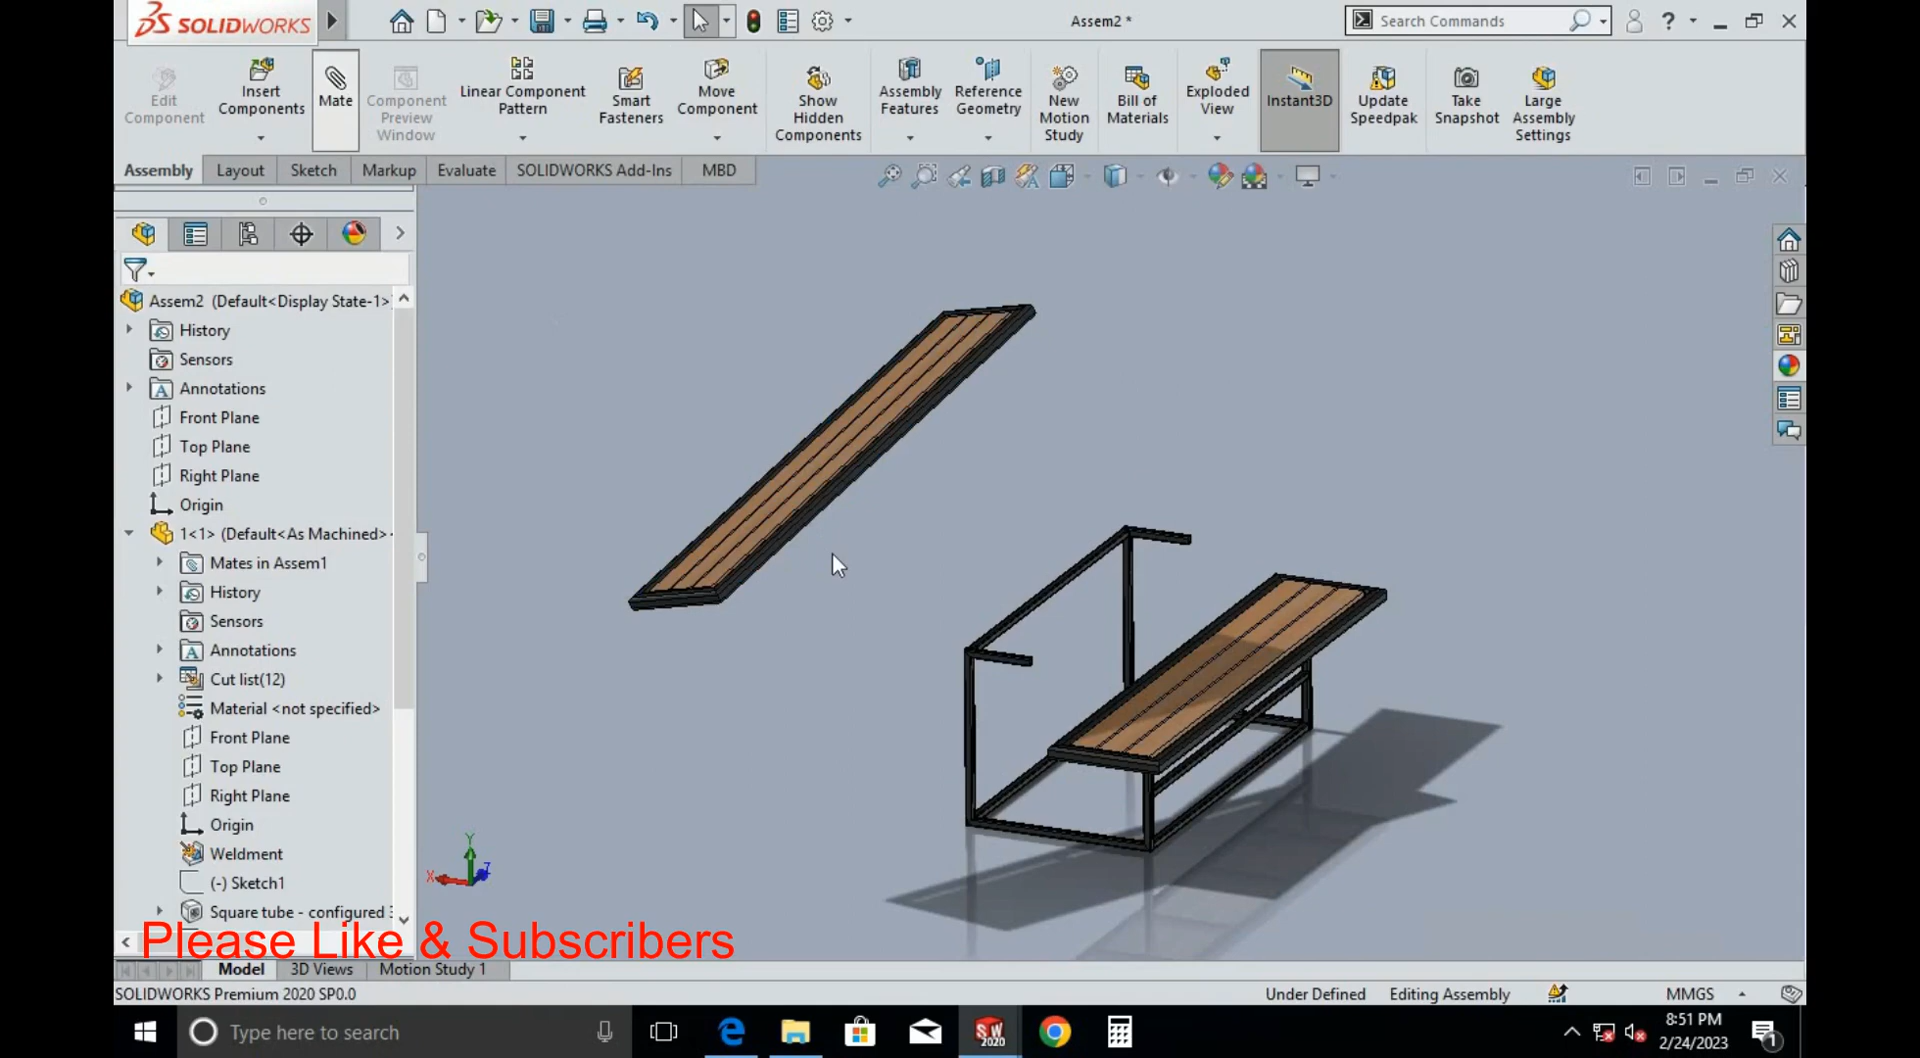 SOLIDWORKS
Assem2 *
Search Commands
Edit Component
Insert Components
Mate
Component Preview Window
Linear Component Pattern
Smart Fasteners
Move Component
Show Hidden Components
Assembly Features
Reference Geometry
New Motion Study
Bill of Materials
Exploded View
Instant3D
Update Speedpak
Take Snapshot
Large Assembly Settings
Assembly
Layout
Sketch
Markup
Evaluate
SOLIDWORKS Add-Ins
MBD
Assem2 (Default<Display State-1>
History
Sensors
Annotations
Front Plane
Top Plane
Right Plane
Origin
1<1> (Default<As Machined>
Mates in Assem1
History
Sensors
Annotations
Cut list(12)
Material <not specified>
Front Plane
Top Plane
Right Plane
Origin
Weldment
(-) Sketch1
Square tube - configured
Y
X
Z
Please Like & Subscribers
Model
3D Views
Motion Study 1
SOLIDWORKS Premium 2020 SP0.0
Under Defined
Editing Assembly
MMGS
Type here to search
SW
2020
8:51 PM
2/24/2023
1